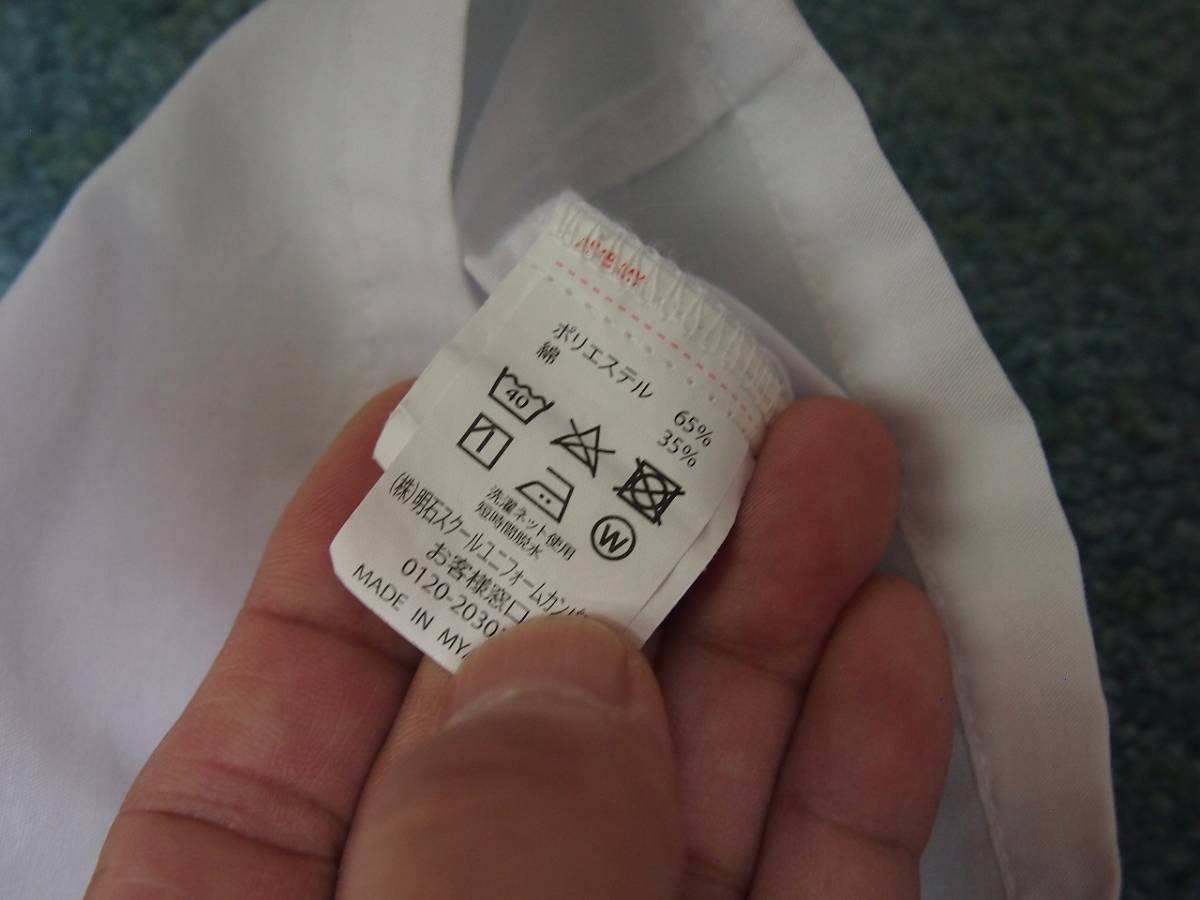 ポリエステル 65%
綿 35%
40
W
洗濯ネット使用
短時間脱水
(株)明石スクールユニフォームカンパ
お客様窓口
0120-2030
MADE IN MY